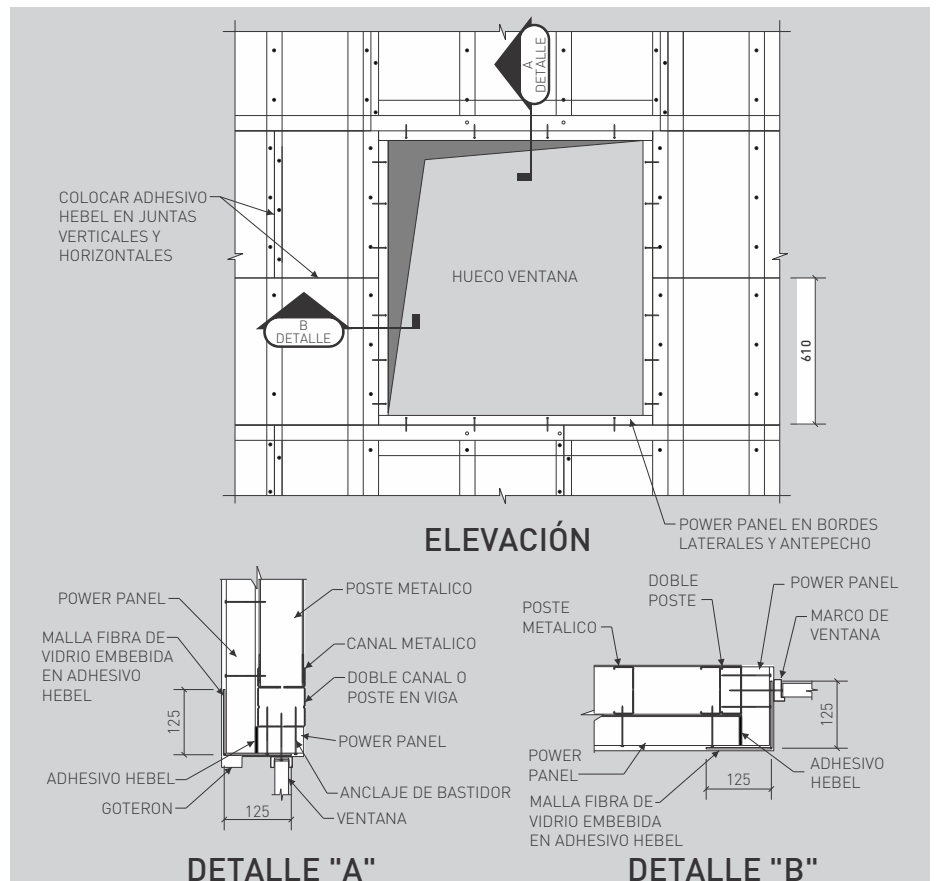 A
DETALLE
COLOCAR ADHESIVO
HEBEL EN JUNTAS
VERTICALES Y
HORIZONTALES
HUECO VENTANA
B
DETALLE
610
ELEVACIÓN
POWER PANEL EN BORDES
LATERALES Y ANTEPECHO
POWER PANEL
MALLA FIBRA DE
VIDRIO EMBEBIDA
EN ADHESIVO
HEBEL
125
ADHESIVO HEBEL
GOTERON
125
POSTE METALICO
CANAL METALICO
DOBLE CANAL O
POSTE EN VIGA
POWER PANEL
ANCLAJE DE BASTIDOR
VENTANA
DETALLE "A"
POSTE
METALICO
DOBLE
POSTE
POWER PANEL
MARCO DE
VENTANA
125
POWER
PANEL
125
ADHESIVO
HEBEL
MALLA FIBRA DE
VIDRIO EMBEBIDA
EN ADHESIVO HEBEL
DETALLE "B"